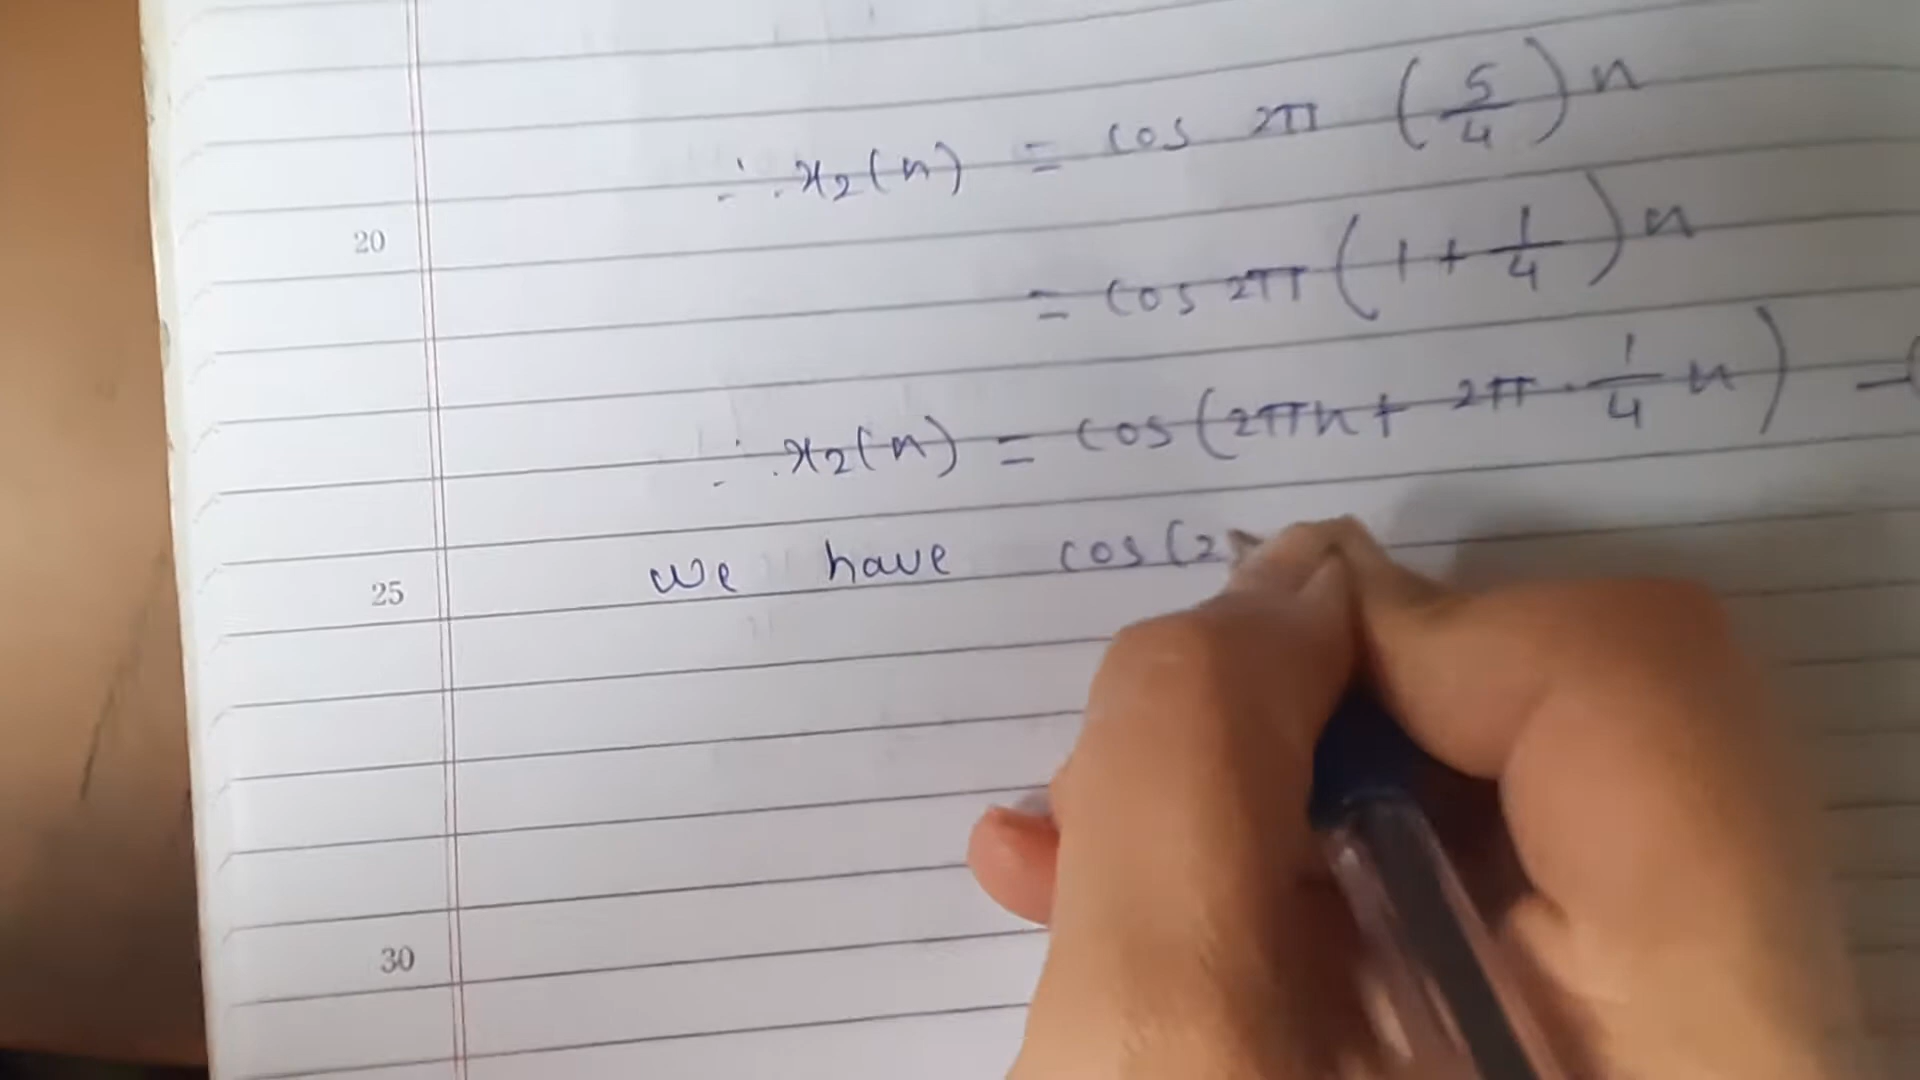 ∴ x₂(n) = cos 2π (5/4) n
20
= cos 2π (1 + 1/4) n
∴ x₂(n) = cos (2πn + 2π · 1/4 n) — (
25 We have cos (2
30